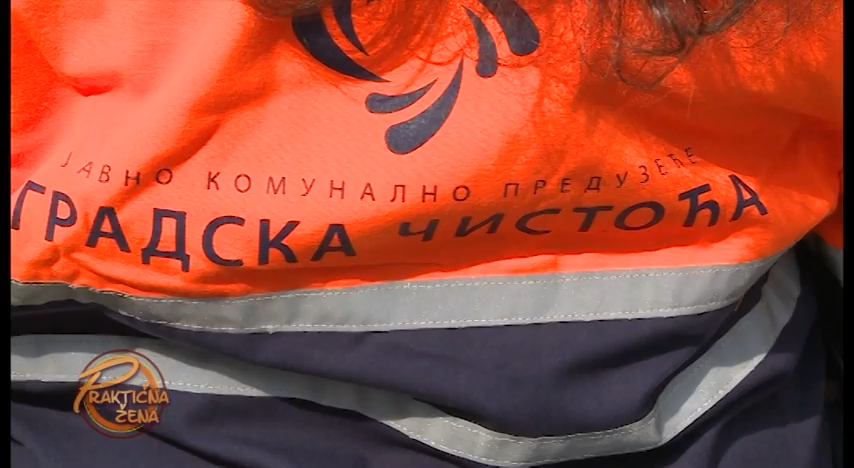 ЈАВНО КОМУНАЛНО ПРЕДУЗЕЋЕ
ГРАДСКА ЧИСТОЋА
PRAKTIČNA
ŽENA